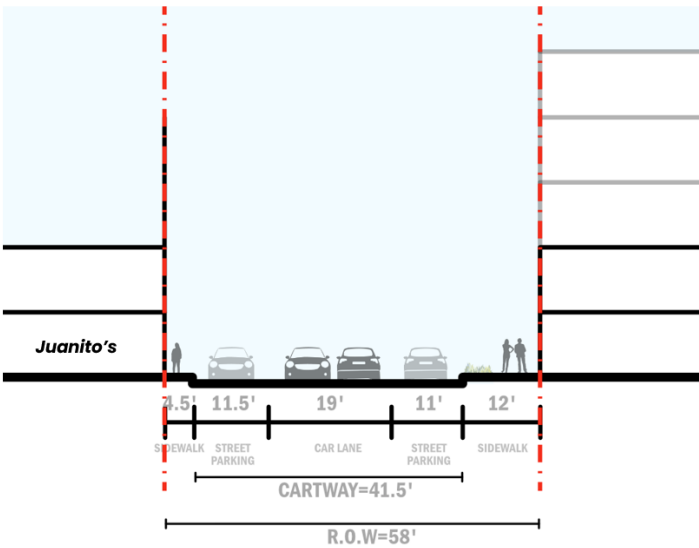 Juanito's
4.5' 11.5' 19' 11' 12'
SIDEWALK STREET PARKING CAR LANE STREET PARKING SIDEWALK
CARTWAY=41.5'
R.O.W=58'